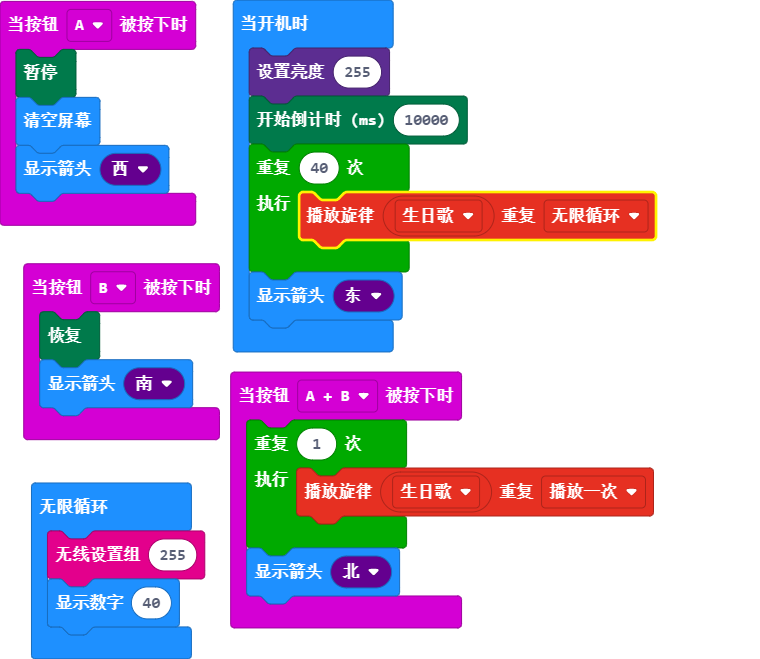 当按钮 A 被按下时
暂停
清空屏幕
显示箭头 西
当开机时
设置亮度 255
开始倒计时 (ms) 10000
重复 40 次
执行 播放旋律 生日歌 重复 无限循环
显示箭头 东
当按钮 B 被按下时
恢复
显示箭头 南
当按钮 A + B 被按下时
重复 1 次
执行 播放旋律 生日歌 重复 播放一次
显示箭头 北
无限循环
无线设置组 255
显示数字 40